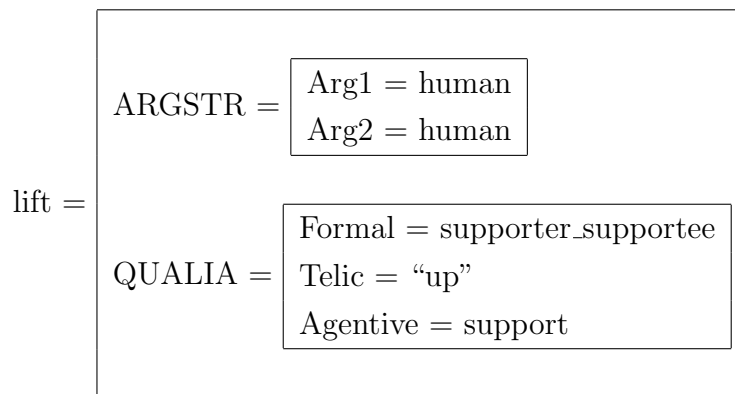 lift =
ARGSTR =
Arg1 = human
Arg2 = human
QUALIA =
Formal = supporter_supportee
Telic = “up”
Agentive = support